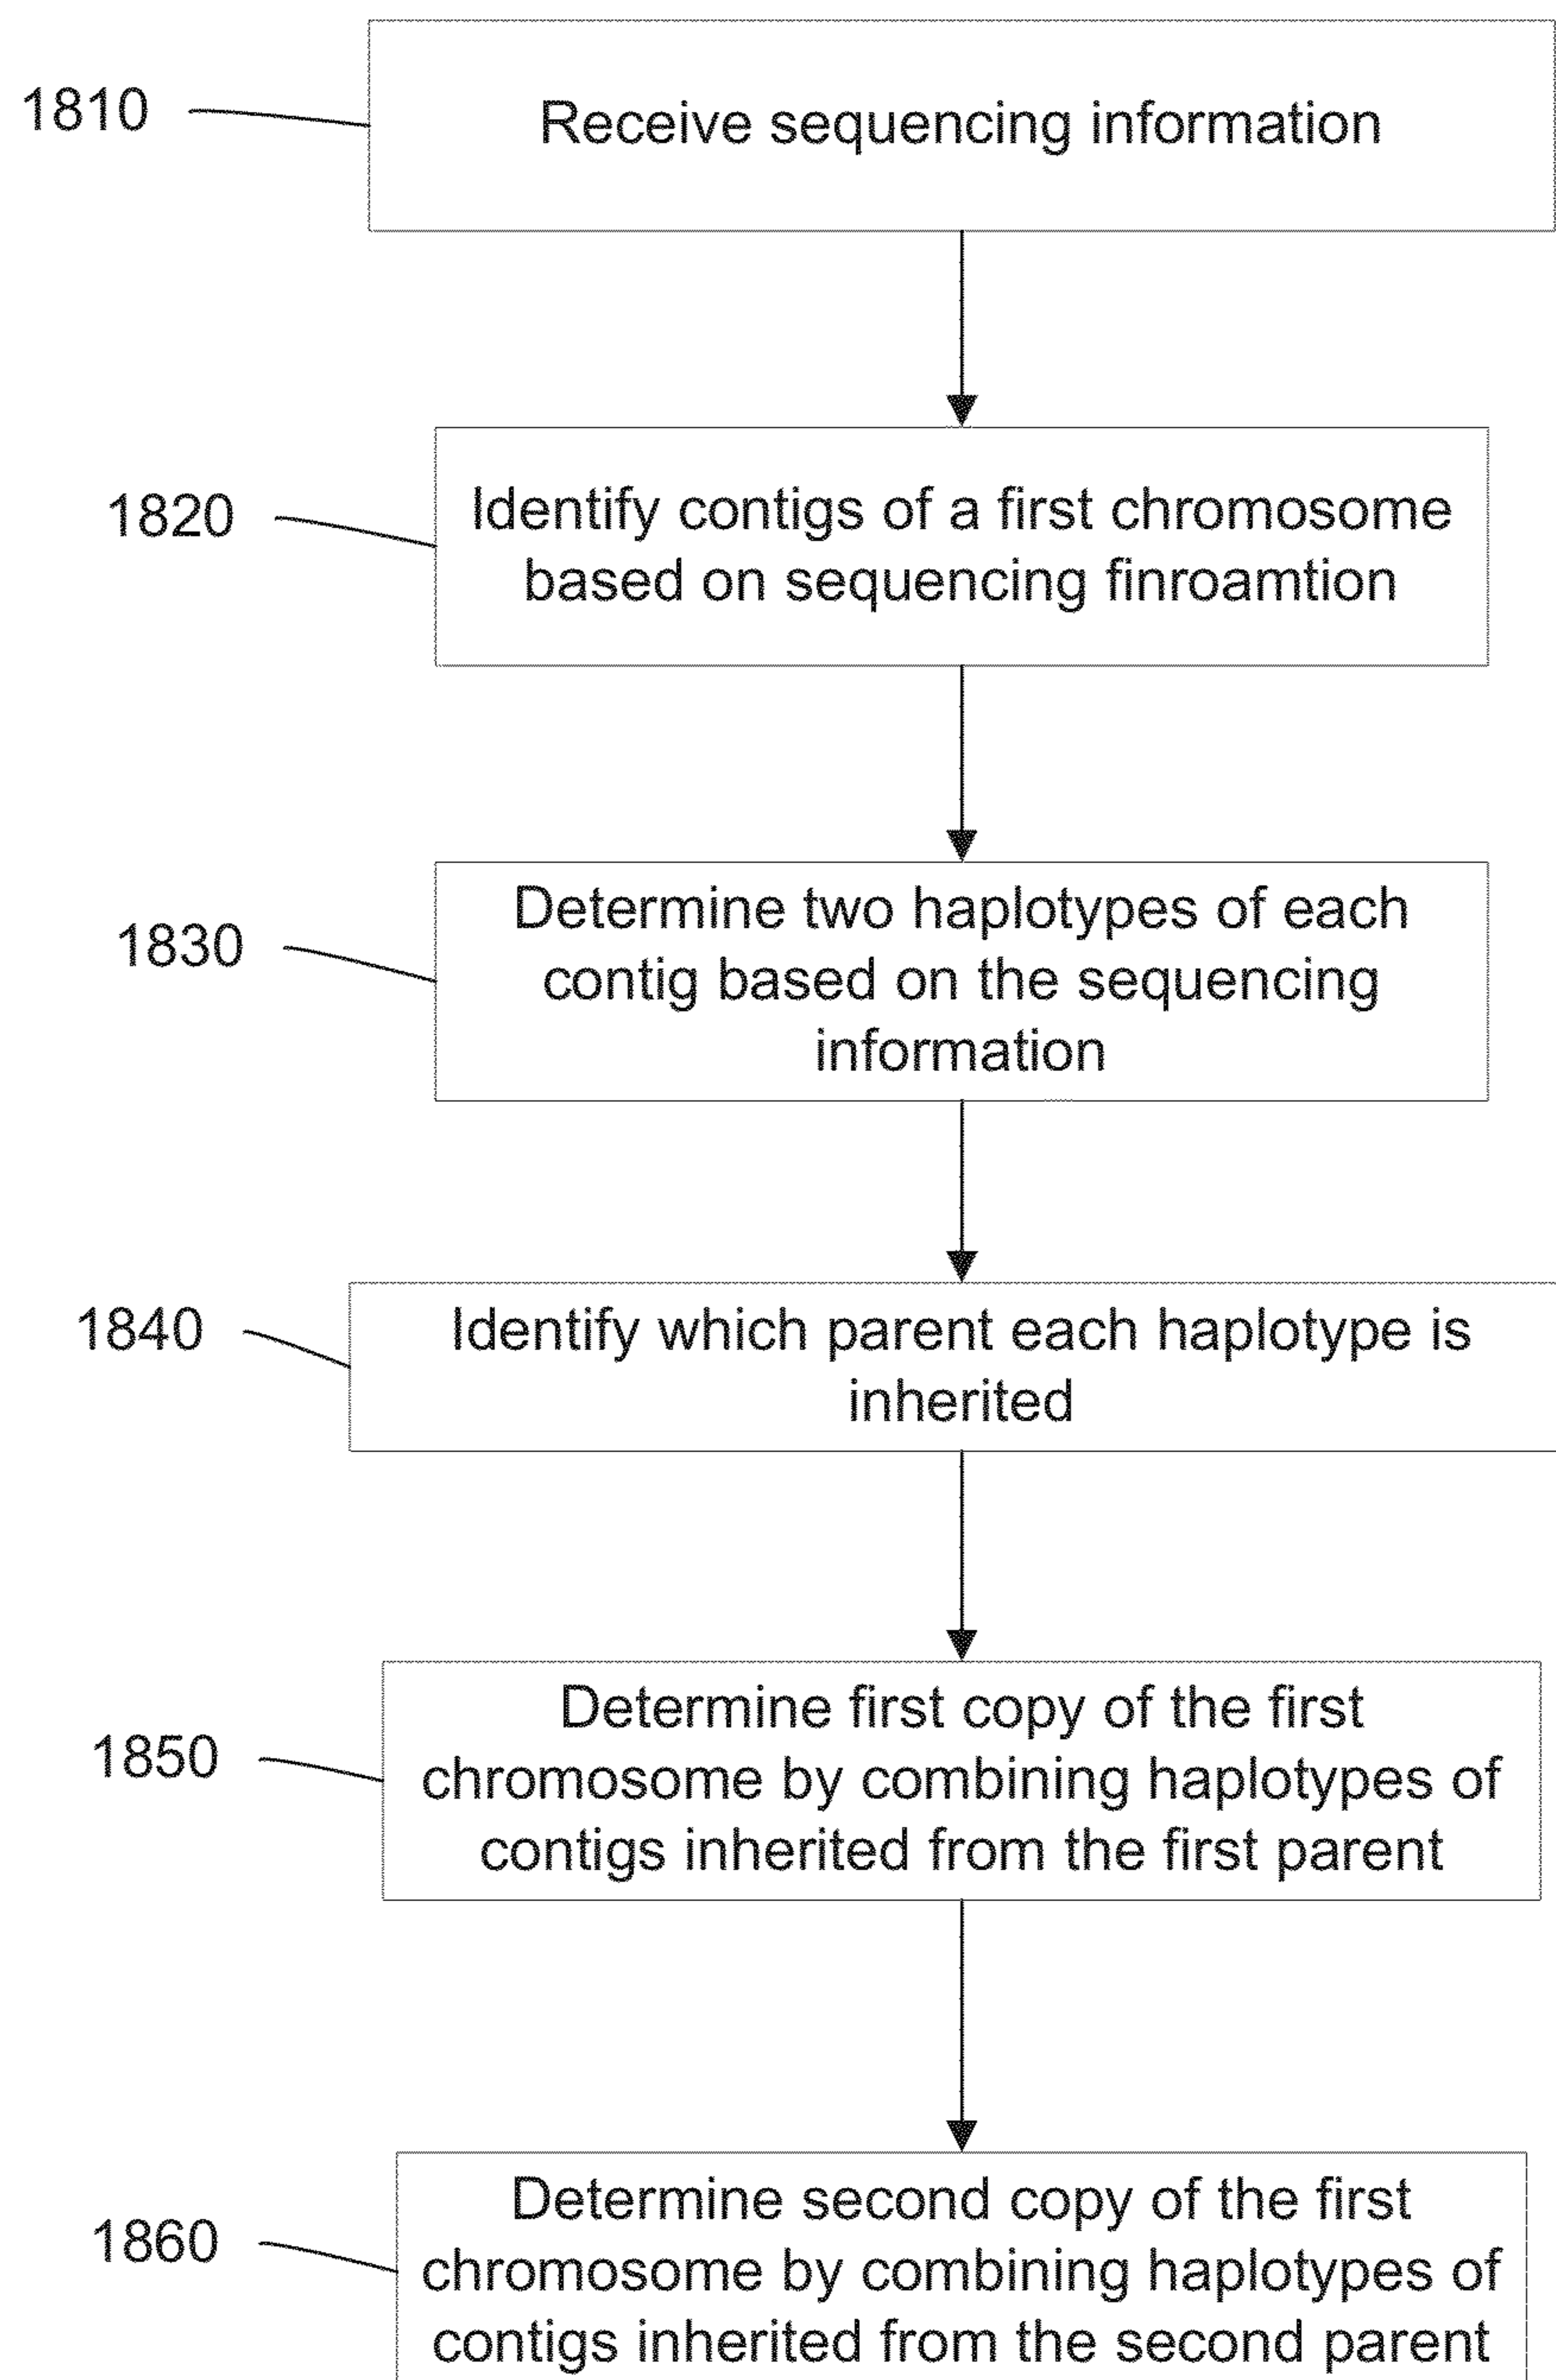 1810
Receive sequencing information
1820
Identify contigs of a first chromosome
based on sequencing finroamtion
1830
Determine two haplotypes of each
contig based on the sequencing
information
1840
Identify which parent each haplotype is
inherited
1850
Determine first copy of the first
chromosome by combining haplotypes of
contigs inherited from the first parent
1860
Determine second copy of the first
chromosome by combining haplotypes of
contigs inherited from the second parent